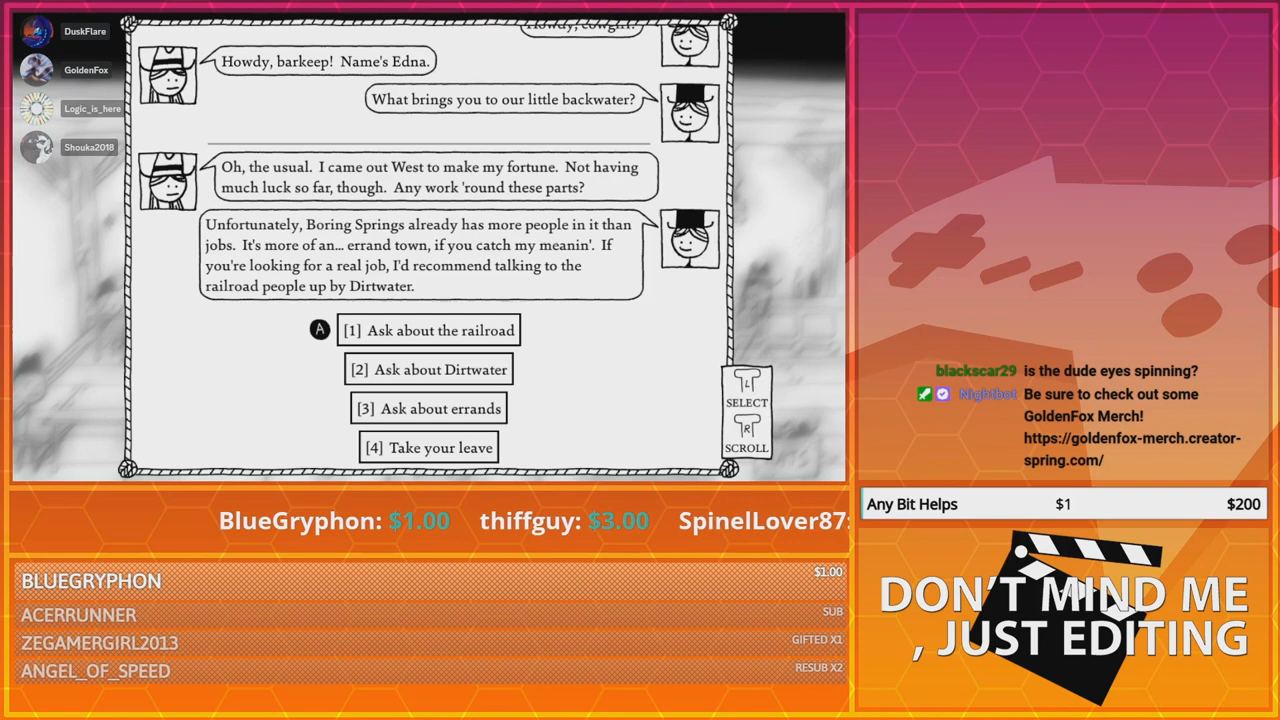 DuskFlare
GoldenFox
Logic_is_here
Shouka2018
Howdy, cowgirl!
Howdy, barkeep!  Name's Edna.
What brings you to our little backwater?
Oh, the usual.  I came out West to make my fortune.  Not having
much luck so far, though.  Any work 'round these parts?
Unfortunately, Boring Springs already has more people in it than
jobs.  It's more of an... errand town, if you catch my meanin'.  If
you're looking for a real job, I'd recommend talking to the
railroad people up by Dirtwater.
A [1] Ask about the railroad
[2] Ask about Dirtwater
[3] Ask about errands
[4] Take your leave
L
SELECT
R
SCROLL
blackscar29 is the dude eyes spinning?
Nightbot Be sure to check out some
GoldenFox Merch!
https://goldenfox-merch.creator-
spring.com/
Any Bit Helps $1 $200
BlueGryphon: $1.00 thiffguy: $3.00 SpinelLover87:
BLUEGRYPHON $1.00
ACERRUNNER SUB
ZEGAMERGIRL2013 GIFTED X1
ANGEL_OF_SPEED RESUB X2
DON'T MIND ME
, JUST EDITING